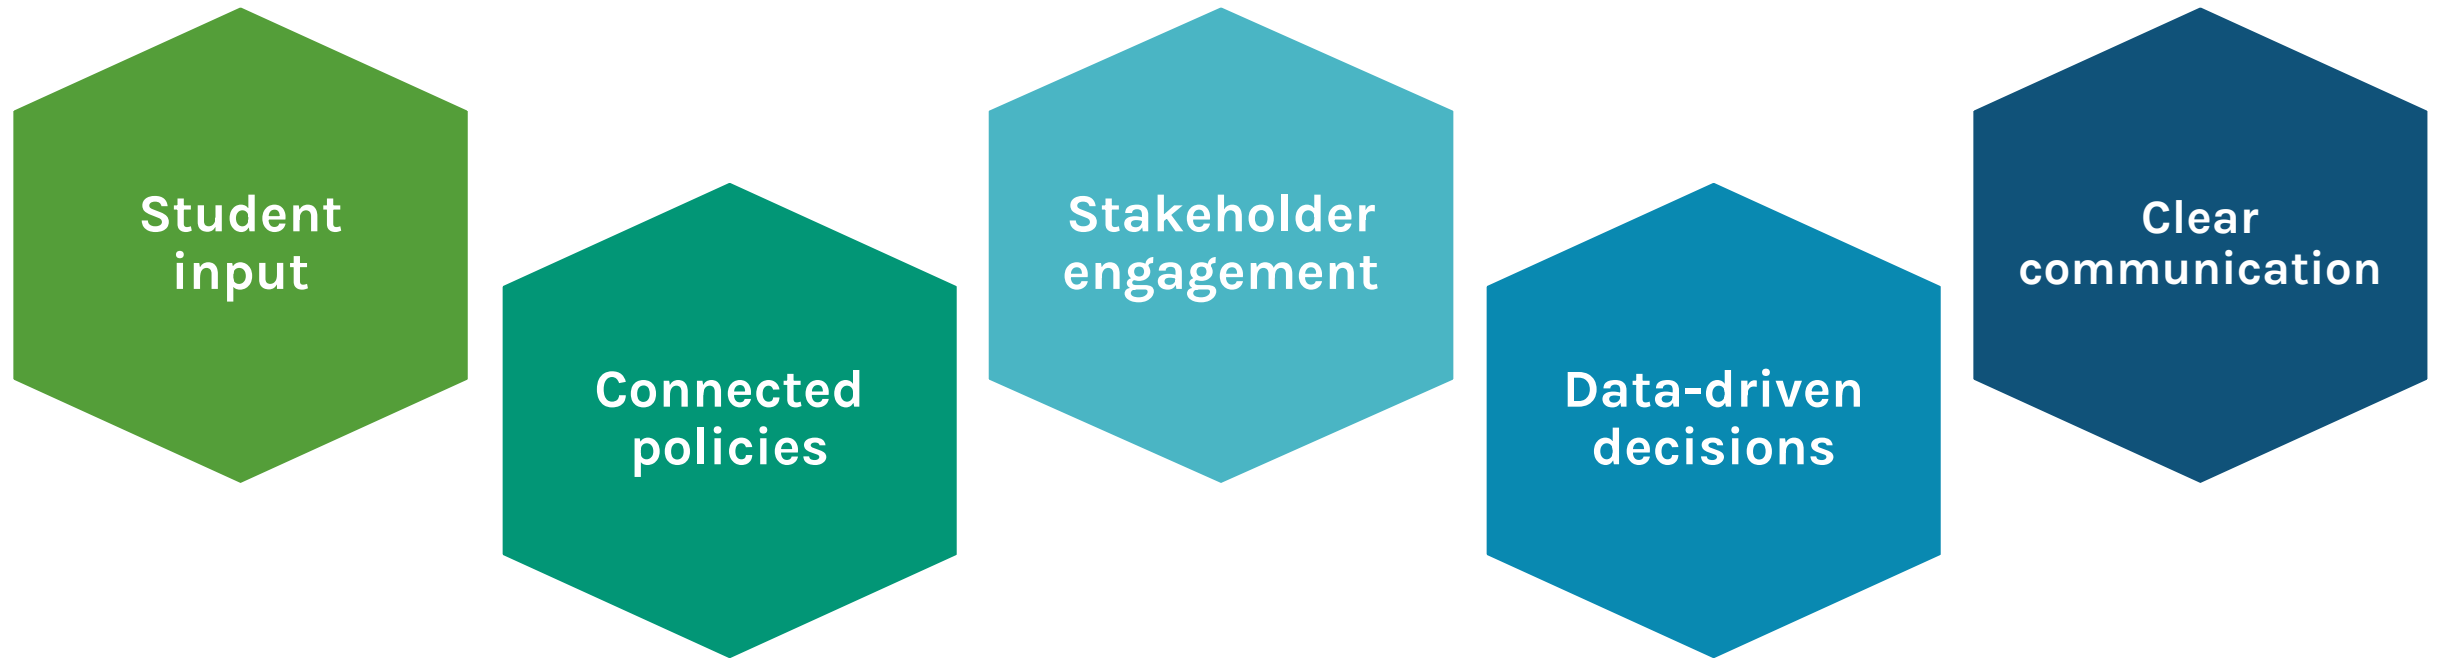 Student
input
Connected
policies
Stakeholder
engagement
Data-driven
decisions
Clear
communication